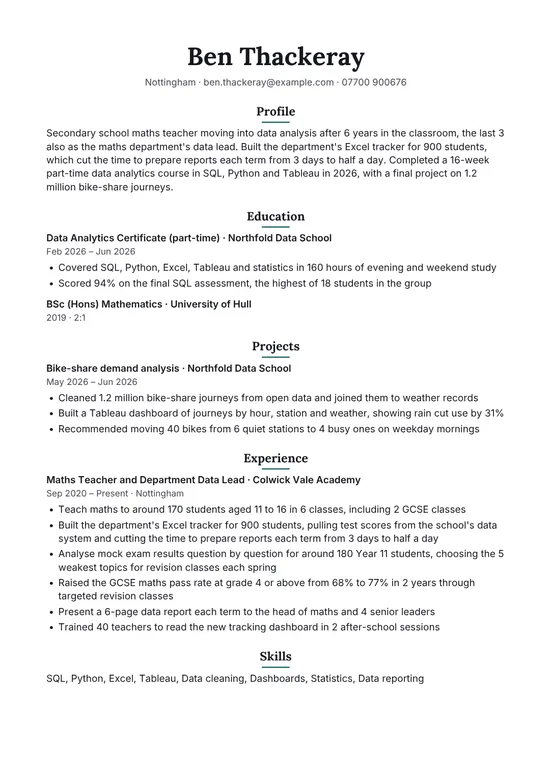 Ben Thackeray
Nottingham · ben.thackeray@example.com · 07700 900676
Profile
Secondary school maths teacher moving into data analysis after 6 years in the classroom, the last 3
also as the maths department's data lead. Built the department's Excel tracker for 900 students,
which cut the time to prepare reports each term from 3 days to half a day. Completed a 16-week
part-time data analytics course in SQL, Python and Tableau in 2026, with a final project on 1.2
million bike-share journeys.
Education
Data Analytics Certificate (part-time) · Northfold Data School
Feb 2026 – Jun 2026
• Covered SQL, Python, Excel, Tableau and statistics in 160 hours of evening and weekend study
• Scored 94% on the final SQL assessment, the highest of 18 students in the group
BSc (Hons) Mathematics · University of Hull
2019 · 2:1
Projects
Bike-share demand analysis · Northfold Data School
May 2026 – Jun 2026
• Cleaned 1.2 million bike-share journeys from open data and joined them to weather records
• Built a Tableau dashboard of journeys by hour, station and weather, showing rain cut use by 31%
• Recommended moving 40 bikes from 6 quiet stations to 4 busy ones on weekday mornings
Experience
Maths Teacher and Department Data Lead · Colwick Vale Academy
Sep 2020 – Present · Nottingham
• Teach maths to around 170 students aged 11 to 16 in 6 classes, including 2 GCSE classes
• Built the department's Excel tracker for 900 students, pulling test scores from the school's data
system and cutting the time to prepare reports each term from 3 days to half a day
• Analyse mock exam results question by question for around 180 Year 11 students, choosing the 5
weakest topics for revision classes each spring
• Raised the GCSE maths pass rate at grade 4 or above from 68% to 77% in 2 years through
targeted revision classes
• Present a 6-page data report each term to the head of maths and 4 senior leaders
• Trained 40 teachers to read the new tracking dashboard in 2 after-school sessions
Skills
SQL, Python, Excel, Tableau, Data cleaning, Dashboards, Statistics, Data reporting